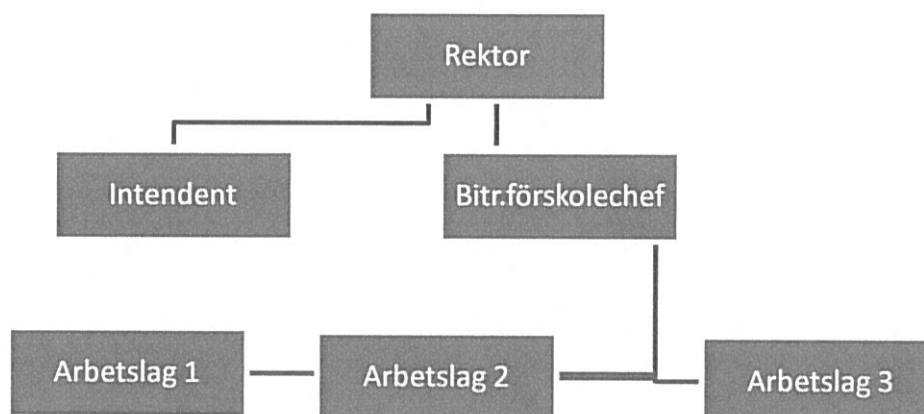 Rektor
Intendent
Bitr.förskolechef
Arbetslag 1
Arbetslag 2
Arbetslag 3